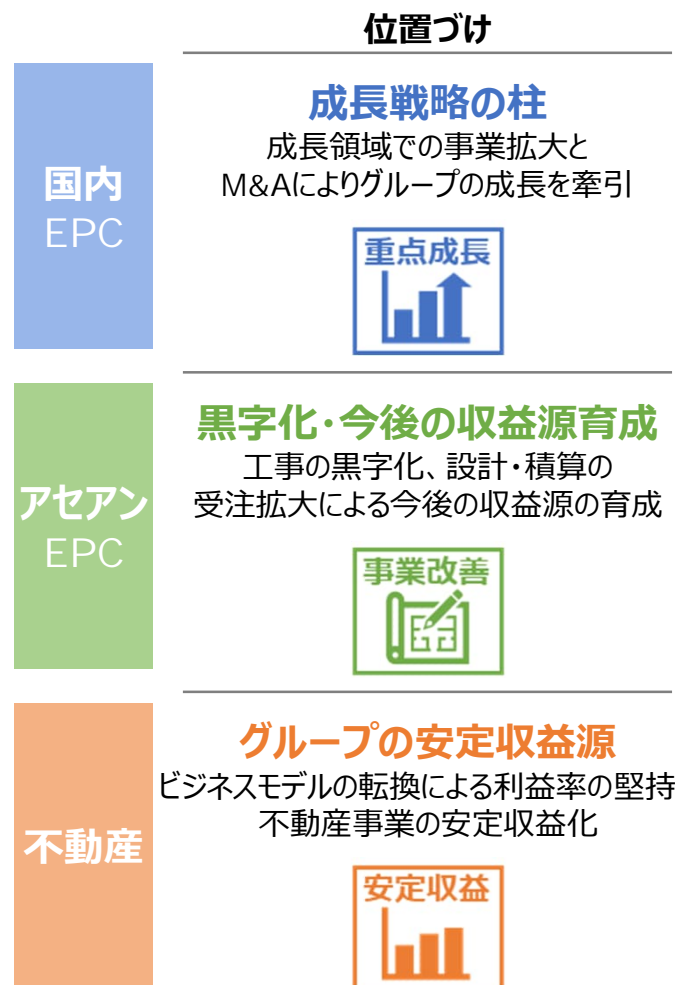 位置づけ
国内
EPC
成長戦略の柱
成長領域での事業拡大と
M&Aによりグループの成長を牽引
重点成長
アセアン
EPC
黒字化・今後の収益源育成
工事の黒字化、設計・積算の
受注拡大による今後の収益源の育成
事業改善
不動産
グループの安定収益源
ビジネスモデルの転換による利益率の堅持
不動産事業の安定収益化
安定収益